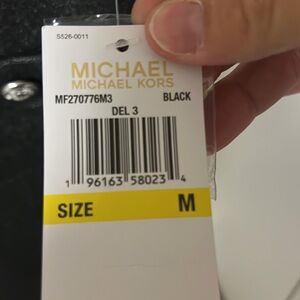 S526-0011
MICHAEL
MICHAEL KORS
MF270776M3 BLACK
DEL 3
1 96163 58023 4
SIZE M